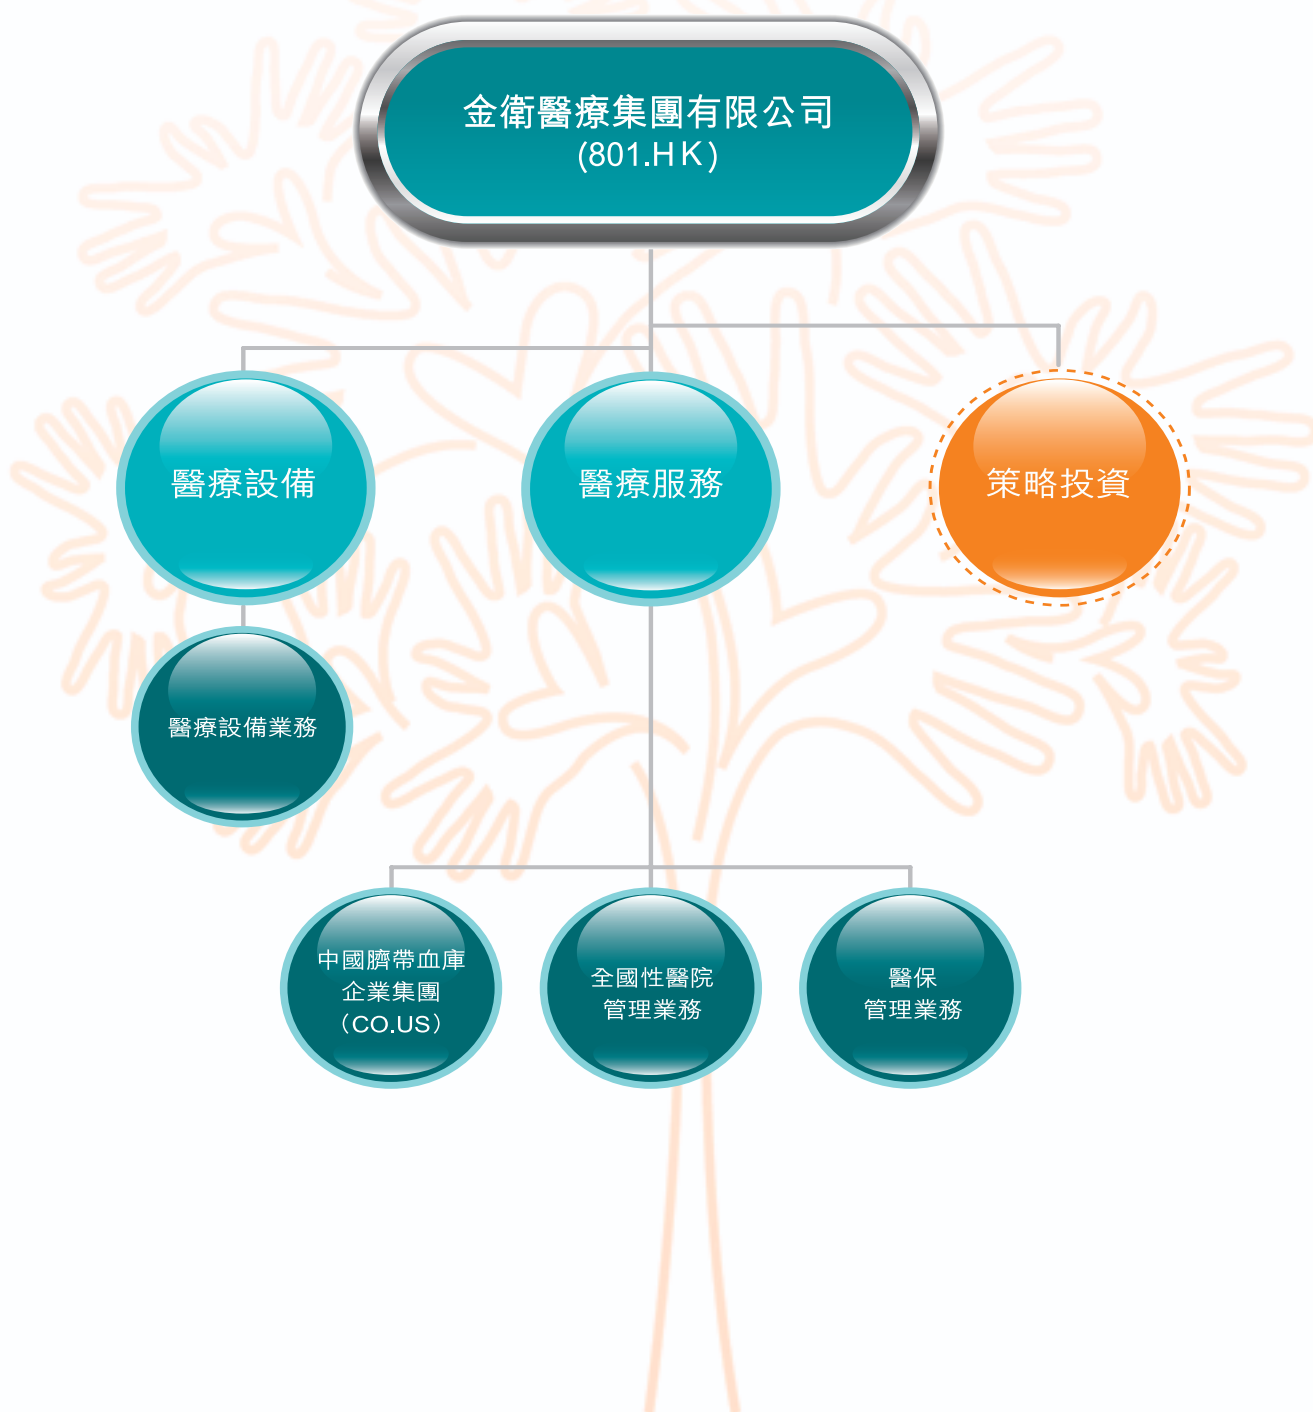 金衛醫療集團有限公司
(801.HK)
醫療設備
醫療服務
策略投資
醫療設備業務
中國臍帶血庫
企業集團
（CO.US）
全國性醫院
管理業務
醫保
管理業務